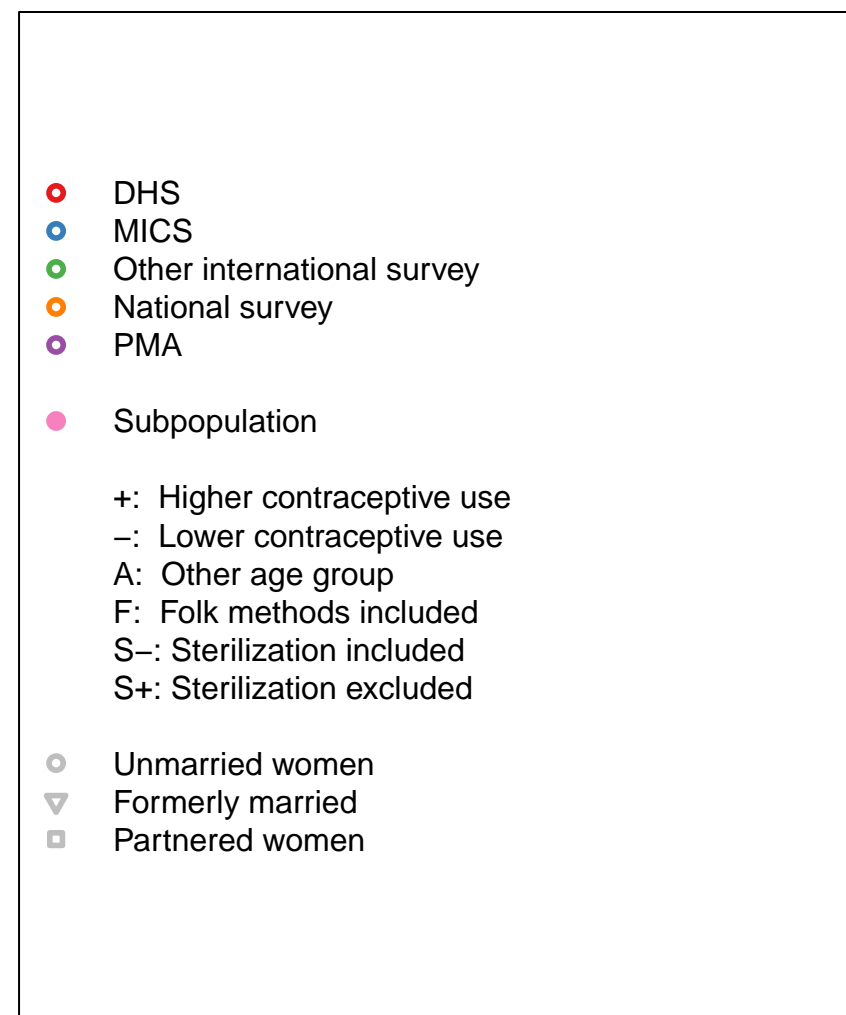 DHS
MICS
Other international survey
National survey
PMA
Subpopulation
+: Higher contraceptive use
−: Lower contraceptive use
A: Other age group
F: Folk methods included
S−: Sterilization included
S+: Sterilization excluded
Unmarried women
Formerly married
Partnered women